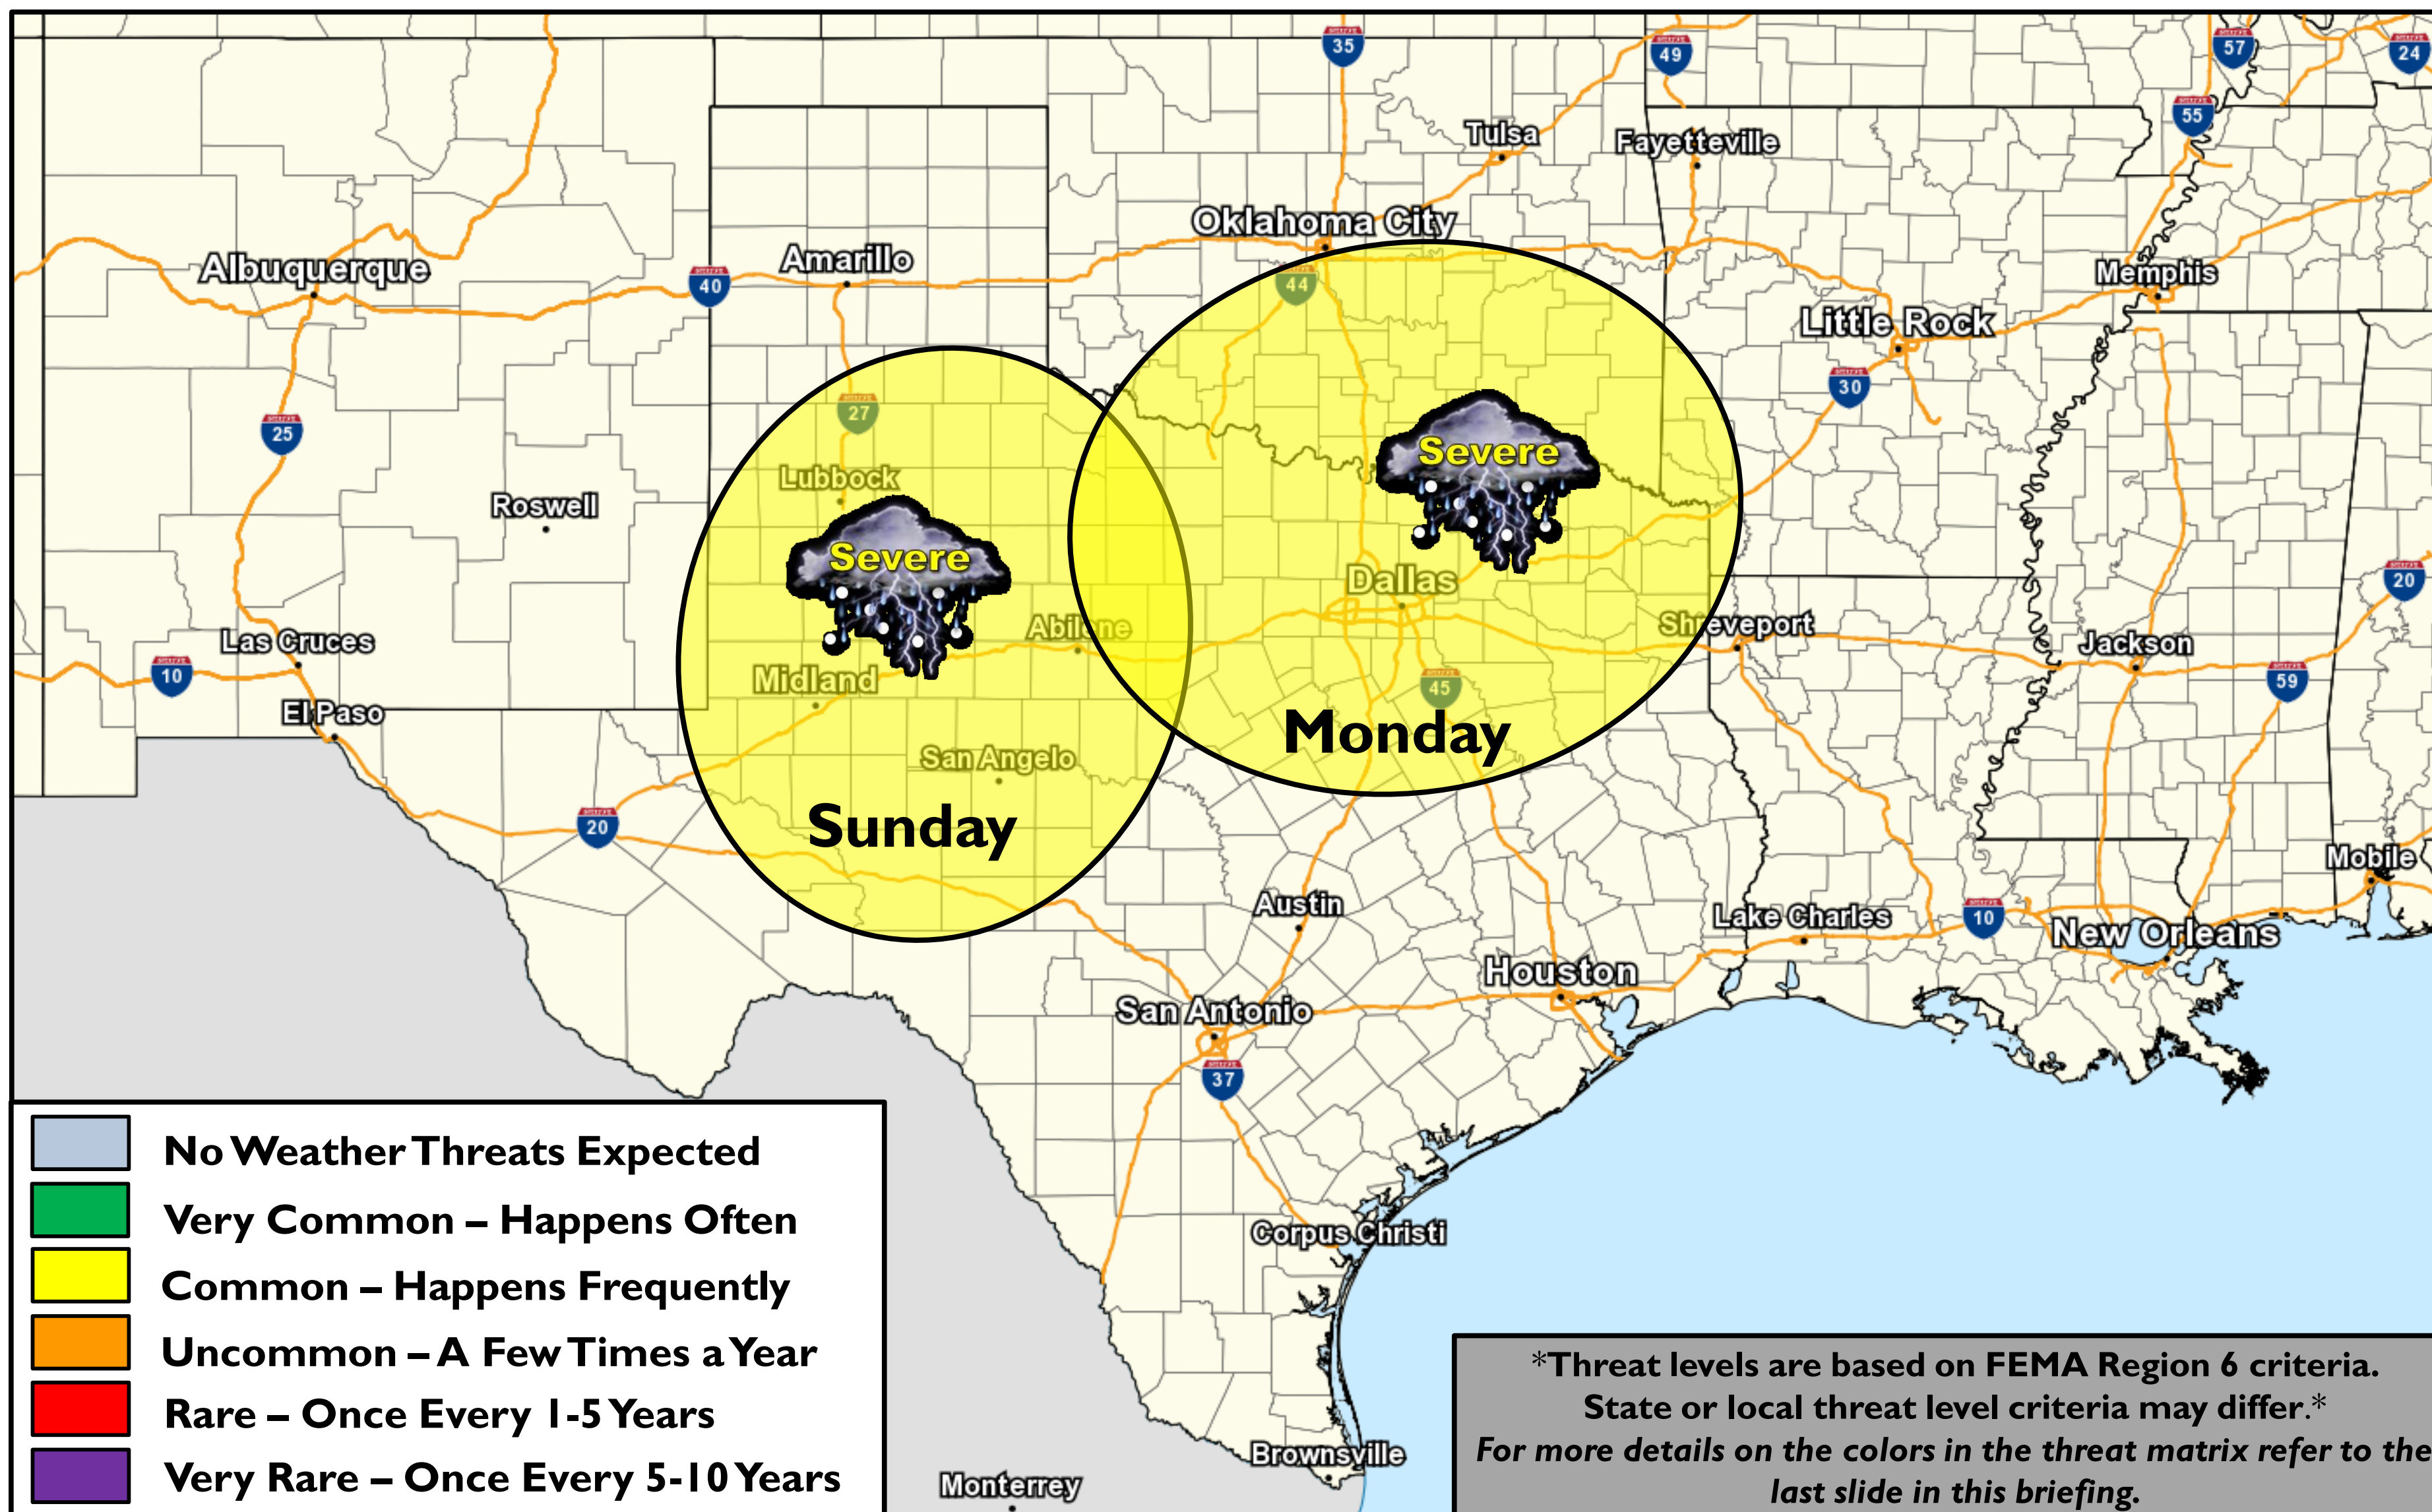 35
49
57
24
55
Tulsa
Fayetteville
Oklahoma City
Albuquerque
Amarillo
40
44
Memphis
Little Rock
30
25
27
Lubbock
Roswell
Severe
Severe
Dallas
20
Las Cruces
10
Abilene
Shreveport
Jackson
59
Midland
45
El Paso
Monday
San Angelo
20
Sunday
Mobile
Austin
Lake Charles
10
New Orleans
Houston
San Antonio
37
Corpus Christi
Brownsville
Monterrey
No Weather Threats Expected
Very Common – Happens Often
Common – Happens Frequently
Uncommon – A Few Times a Year
Rare – Once Every 1-5 Years
Very Rare – Once Every 5-10 Years
*Threat levels are based on FEMA Region 6 criteria.
State or local threat level criteria may differ.*
For more details on the colors in the threat matrix refer to the
last slide in this briefing.